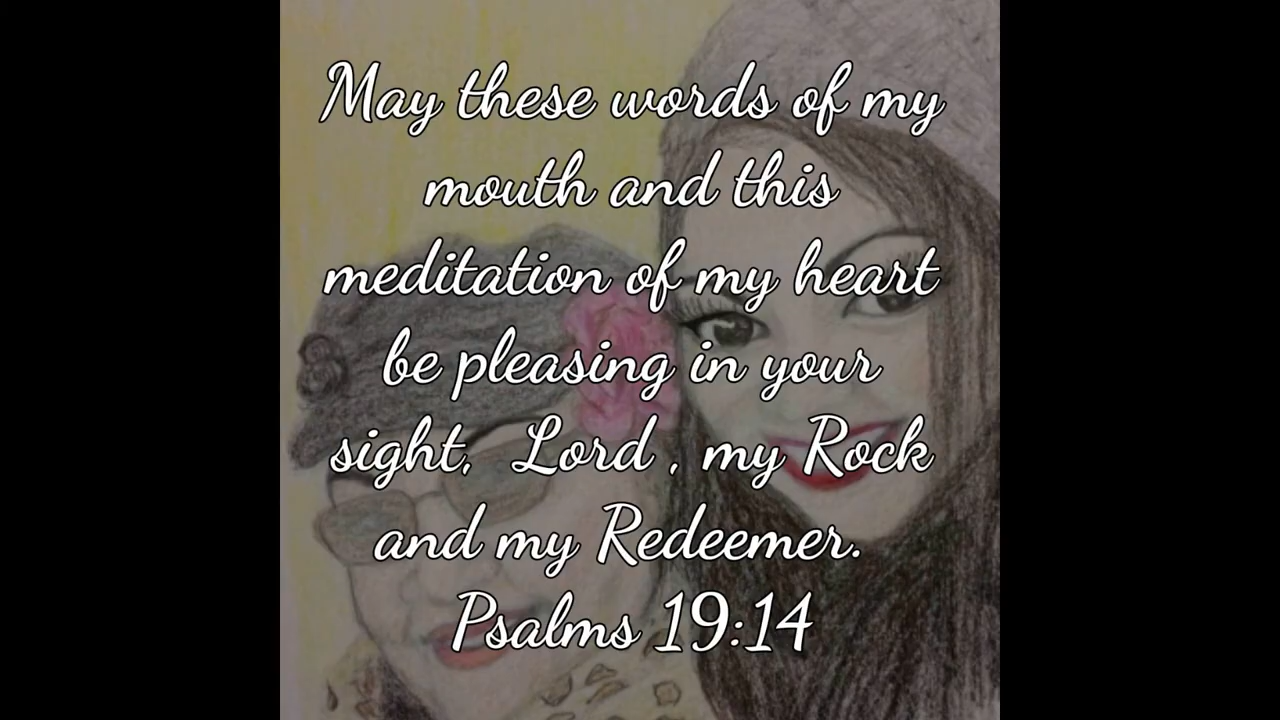 May these words of my
mouth and this
meditation of my heart
be pleasing in your
sight, Lord , my Rock
and my Redeemer.
Psalms 19:14